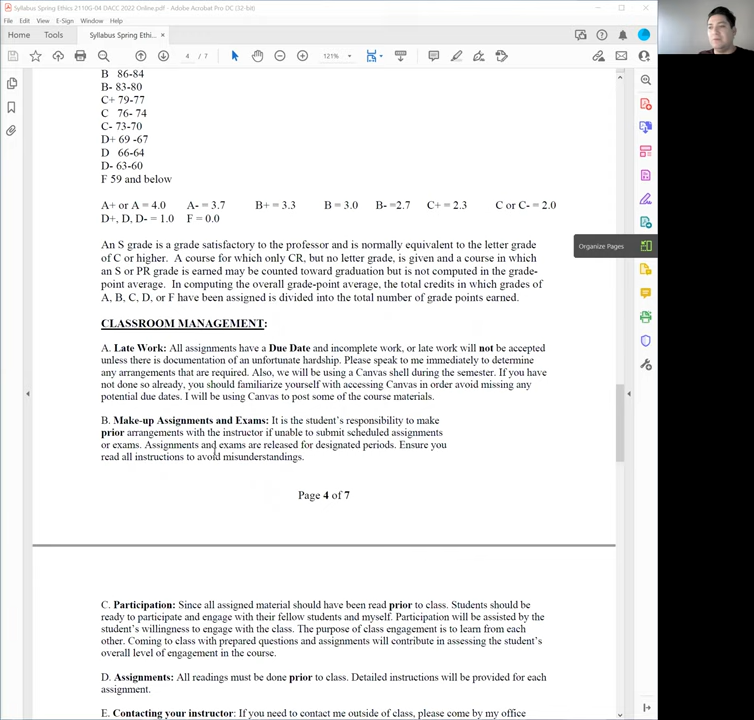 Syllabus Spring Ethics 2110G-04 DACC 2022 Online.pdf - Adobe Acrobat Pro DC (32-bit)
File Edit View E-Sign Window Help
Home Tools Syllabus Spring Ethi... ×
4 / 7 121%
B 86-84
B- 83-80
C+ 79-77
C 76- 74
C- 73-70
D+ 69 -67
D 66-64
D- 63-60
F 59 and below
A+ or A = 4.0 A- = 3.7 B+ = 3.3 B = 3.0 B- =2.7 C+ = 2.3 C or C- = 2.0
D+, D, D- = 1.0 F = 0.0
An S grade is a grade satisfactory to the professor and is normally equivalent to the letter grade
of C or higher. A course for which only CR, but no letter grade, is given and a course in which
an S or PR grade is earned may be counted toward graduation but is not computed in the grade-
point average. In computing the overall grade-point average, the total credits in which grades of
A, B, C, D, or F have been assigned is divided into the total number of grade points earned.
Organize Pages
CLASSROOM MANAGEMENT:
A. Late Work: All assignments have a Due Date and incomplete work, or late work will not be accepted
unless there is documentation of an unfortunate hardship. Please speak to me immediately to determine
any arrangements that are required. Also, we will be using a Canvas shell during the semester. If you have
not done so already, you should familiarize yourself with accessing Canvas in order avoid missing any
potential due dates. I will be using Canvas to post some of the course materials.
B. Make-up Assignments and Exams: It is the student's responsibility to make
prior arrangements with the instructor if unable to submit scheduled assignments
or exams. Assignments and exams are released for designated periods. Ensure you
read all instructions to avoid misunderstandings.
Page 4 of 7
C. Participation: Since all assigned material should have been read prior to class. Students should be
ready to participate and engage with their fellow students and myself. Participation will be assisted by the
student's willingness to engage with the class. The purpose of class engagement is to learn from each
other. Coming to class with prepared questions and assignments will contribute in assessing the student's
overall level of engagement in the course.
D. Assignments: All readings must be done prior to class. Detailed instructions will be provided for each
assignment.
E. Contacting your instructor: If you need to contact me outside of class, please come by my office